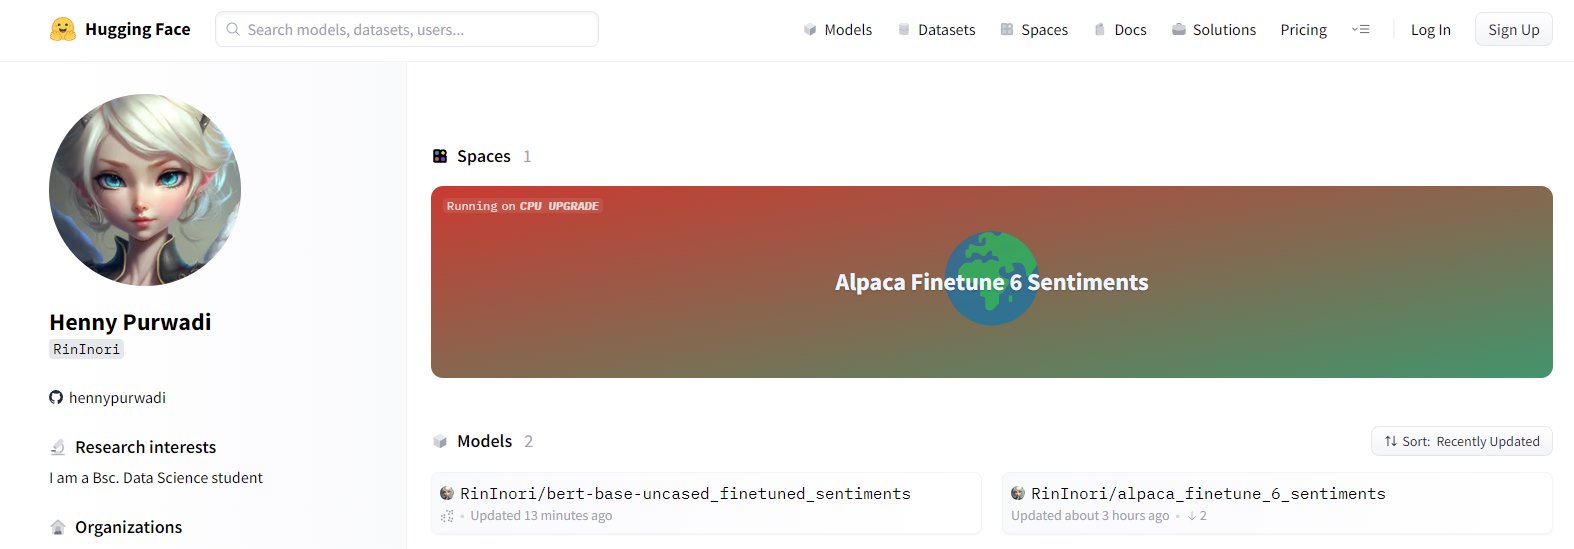 Hugging Face
Search models, datasets, users...
Models
Datasets
Spaces
Docs
Solutions
Pricing
Log In
Sign Up
Henny Purwadi
RinInori
hennypurwadi
Research interests
I am a Bsc. Data Science student
Organizations
Spaces 1
Running on CPU UPGRADE
Alpaca Finetune 6 Sentiments
Models 2
Sort: Recently Updated
RinInori/bert-base-uncased_finetuned_sentiments
Updated 13 minutes ago
RinInori/alpaca_finetune_6_sentiments
Updated about 3 hours ago • ↓ 2